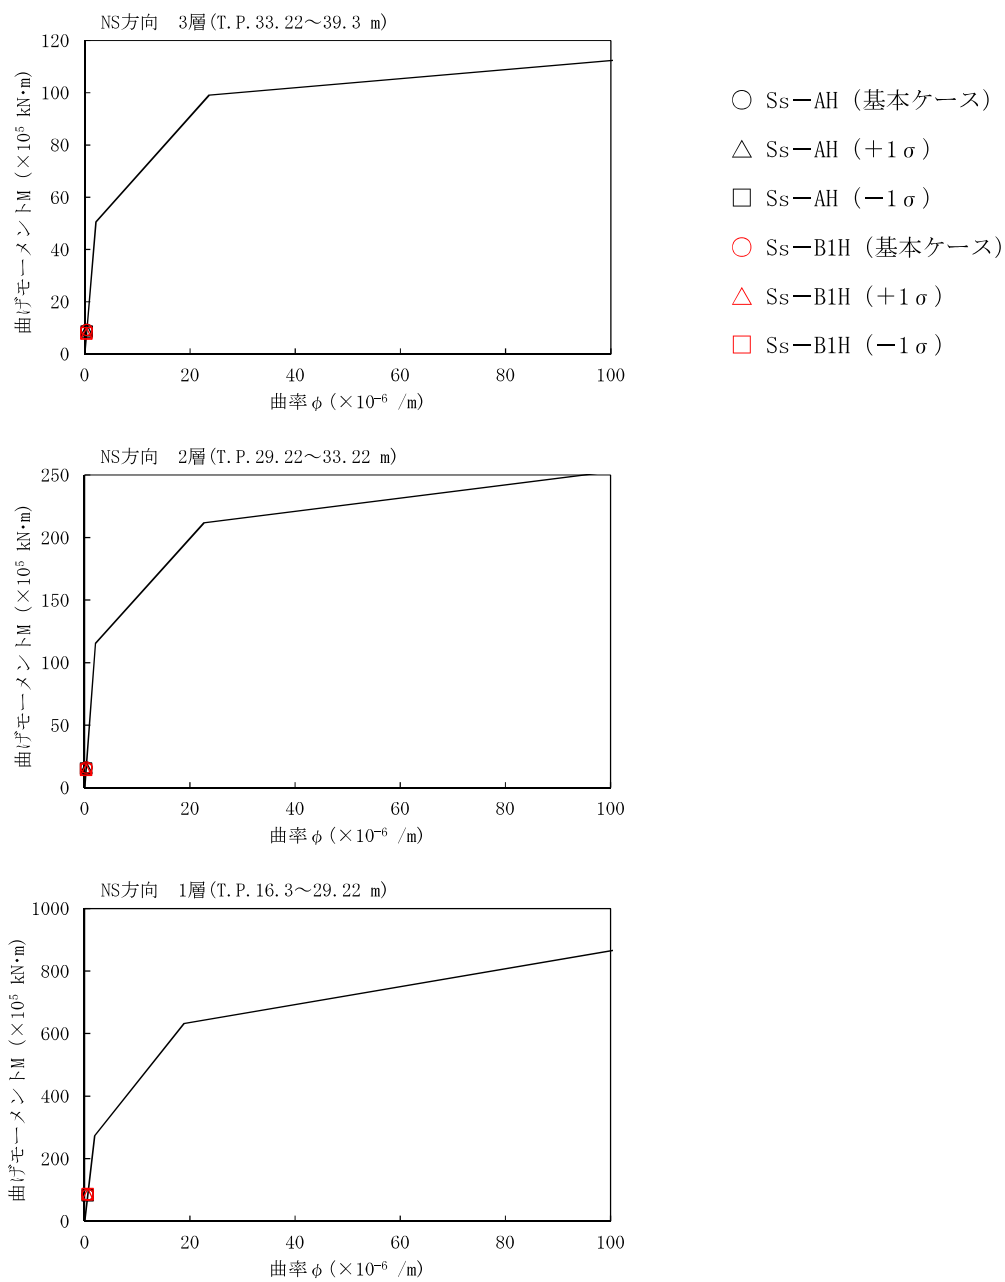 NS方向 3層(T.P.33.22～39.3 m)
120
100
80
60
40
20
0
曲げモーメントM (×10⁵ kN･m)
0 20 40 60 80 100
曲率φ (×10⁻⁶ /m)
○ Ss－AH (基本ケース)
△ Ss－AH (＋1σ)
□ Ss－AH (－1σ)
○ Ss－B1H (基本ケース)
△ Ss－B1H (＋1σ)
□ Ss－B1H (－1σ)
NS方向 2層(T.P.29.22～33.22 m)
250
200
150
100
50
0
曲げモーメントM (×10⁵ kN･m)
0 20 40 60 80 100
曲率φ (×10⁻⁶ /m)
NS方向 1層(T.P.16.3～29.22 m)
1000
800
600
400
200
0
曲げモーメントM (×10⁵ kN･m)
0 20 40 60 80 100
曲率φ (×10⁻⁶ /m)